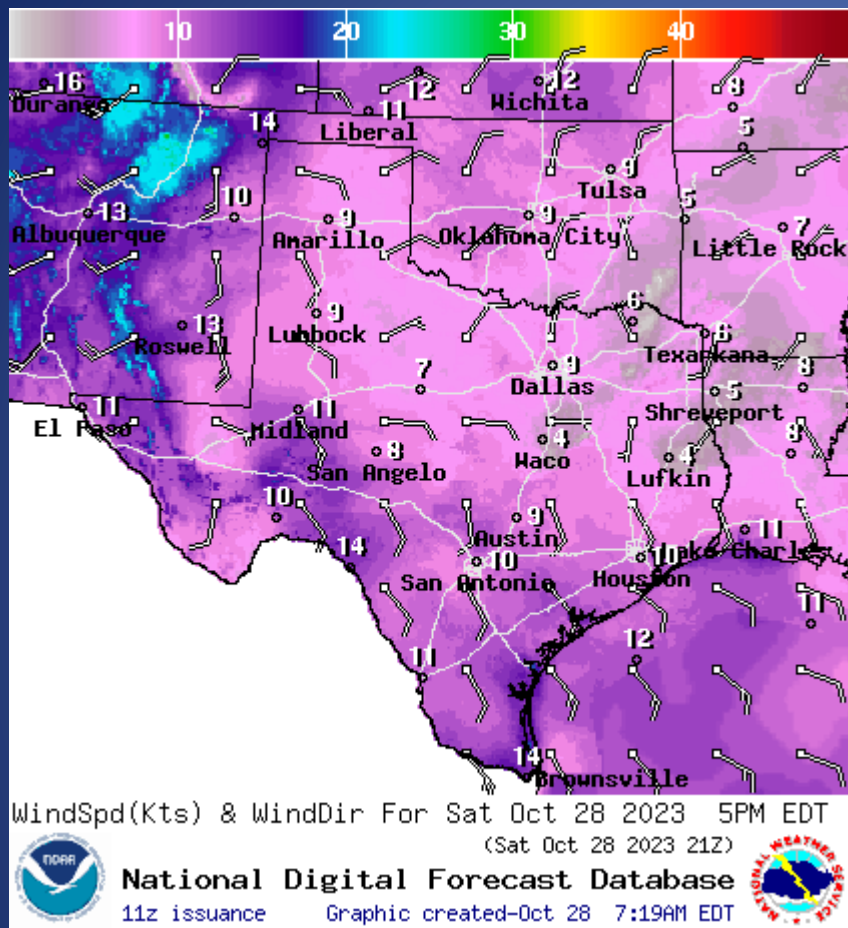 10 20 30 40
16 12 12 8
Durango Wichita
11
Liberal
14 5
9
Tulsa
13 10 9 9 5 7
Albuquerque Amarillo Oklahoma City Little Rock
13 9 6 6
Roswell Lubbock Texarkana
9
7 Dallas 5 8
11 11 Shreveport
El Paso Midland
8 4 4 8
San Angelo Waco Lufkin
10 9 11
Austin
14 10 10 Lake Charl
San Antonio Houston
11
11 12
14
Brownsville
WindSpd(Kts) & WindDir For Sat Oct 28 2023 5PM EDT
(Sat Oct 28 2023 21Z)
NOAA
National Digital Forecast Database
11z issuance Graphic created-Oct 28 7:19AM EDT
NATIONAL WEATHER SERVICE